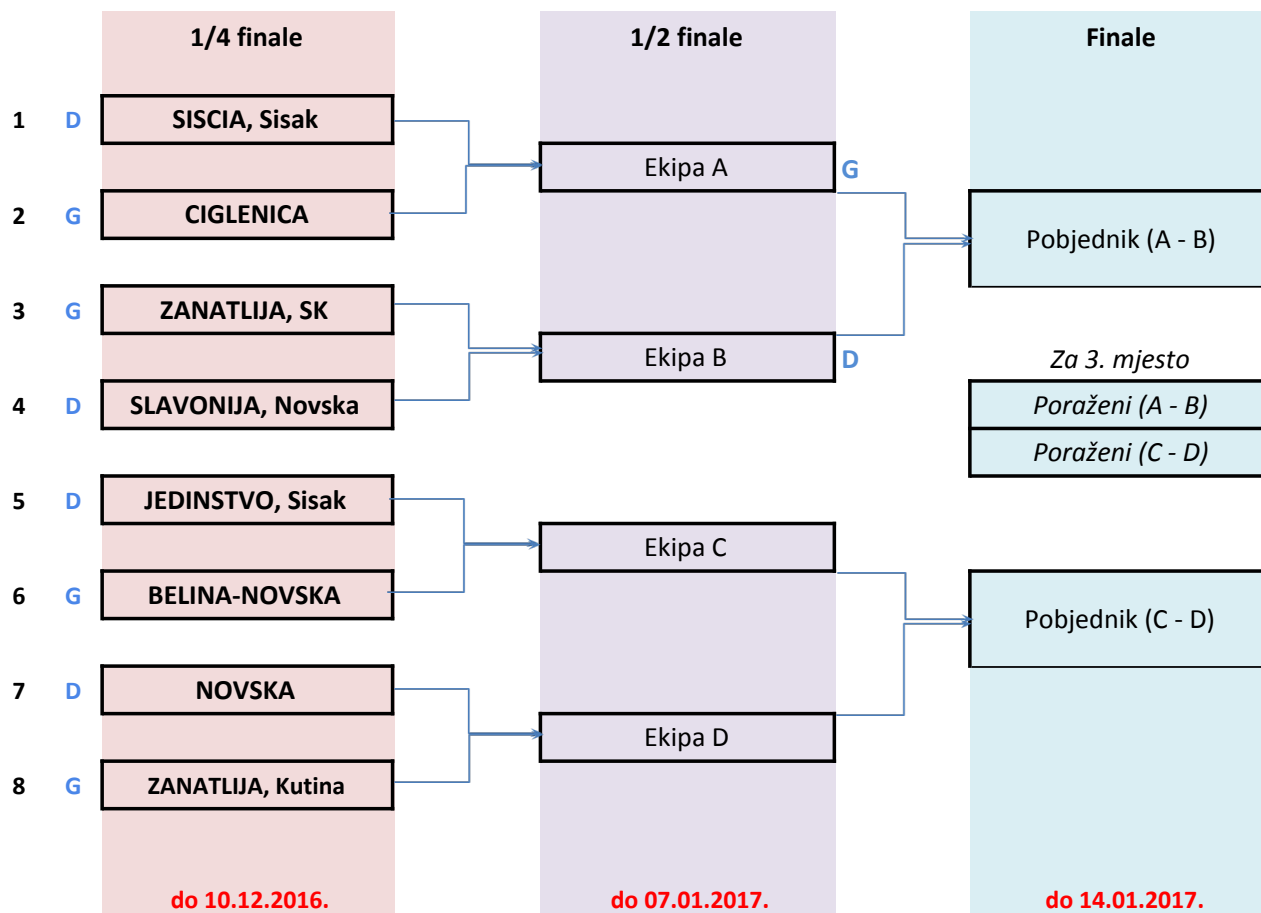 1/4 finale 1/2 finale Finale
1 D SISCIA, Sisak
Ekipa A G
2 G CIGLENICA
Pobjednik (A - B)
3 G ZANATLIJA, SK
Ekipa B D
Za 3. mjesto
4 D SLAVONIJA, Novska
Poraženi (A - B)
Poraženi (C - D)
5 D JEDINSTVO, Sisak
Ekipa C
6 G BELINA-NOVSKA
Pobjednik (C - D)
7 D NOVSKA
Ekipa D
8 G ZANATLIJA, Kutina
do 10.12.2016. do 07.01.2017. do 14.01.2017.